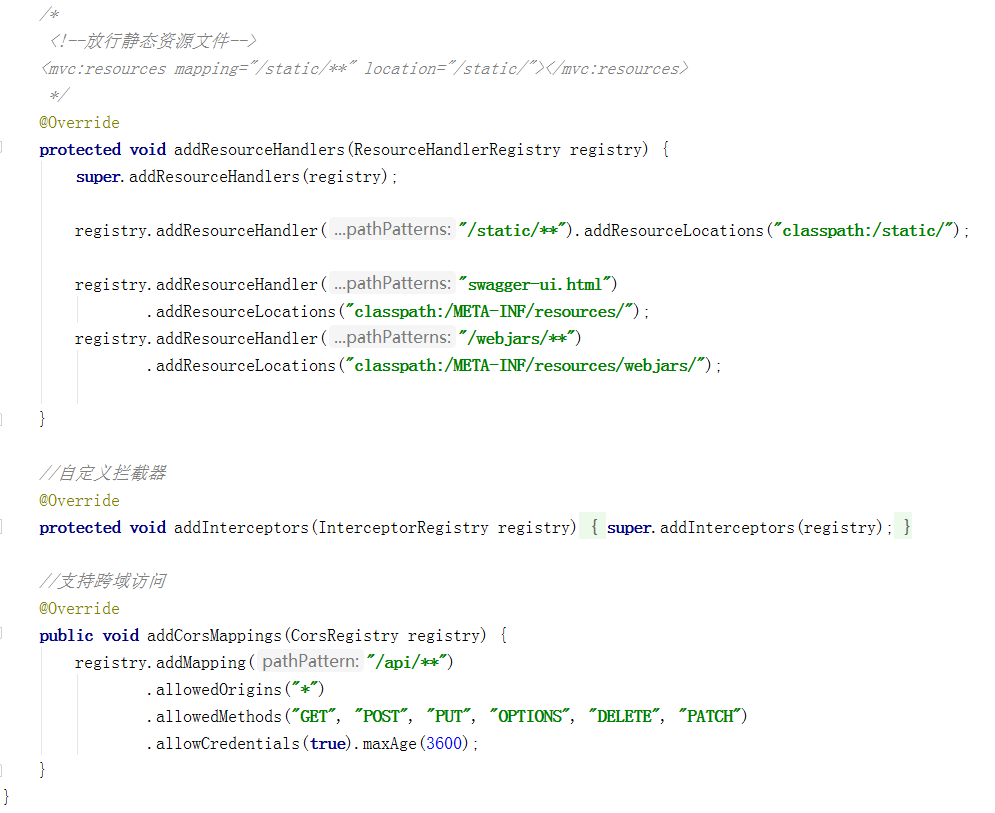 /*
<!--放行静态资源文件-->
<mvc:resources mapping="/static/**" location="/static/"></mvc:resources>
*/
@Override
protected void addResourceHandlers(ResourceHandlerRegistry registry) {
super.addResourceHandlers(registry);
registry.addResourceHandler( ...pathPatterns: "/static/**").addResourceLocations("classpath:/static/");
registry.addResourceHandler( ...pathPatterns: "swagger-ui.html")
.addResourceLocations("classpath:/META-INF/resources/");
registry.addResourceHandler( ...pathPatterns: "/webjars/**")
.addResourceLocations("classpath:/META-INF/resources/webjars/");
}
//自定义拦截器
@Override
protected void addInterceptors(InterceptorRegistry registry) { super.addInterceptors(registry); }
//支持跨域访问
@Override
public void addCorsMappings(CorsRegistry registry) {
registry.addMapping( pathPattern: "/api/**")
.allowedOrigins("*")
.allowedMethods("GET", "POST", "PUT", "OPTIONS", "DELETE", "PATCH")
.allowCredentials(true).maxAge(3600);
}
}